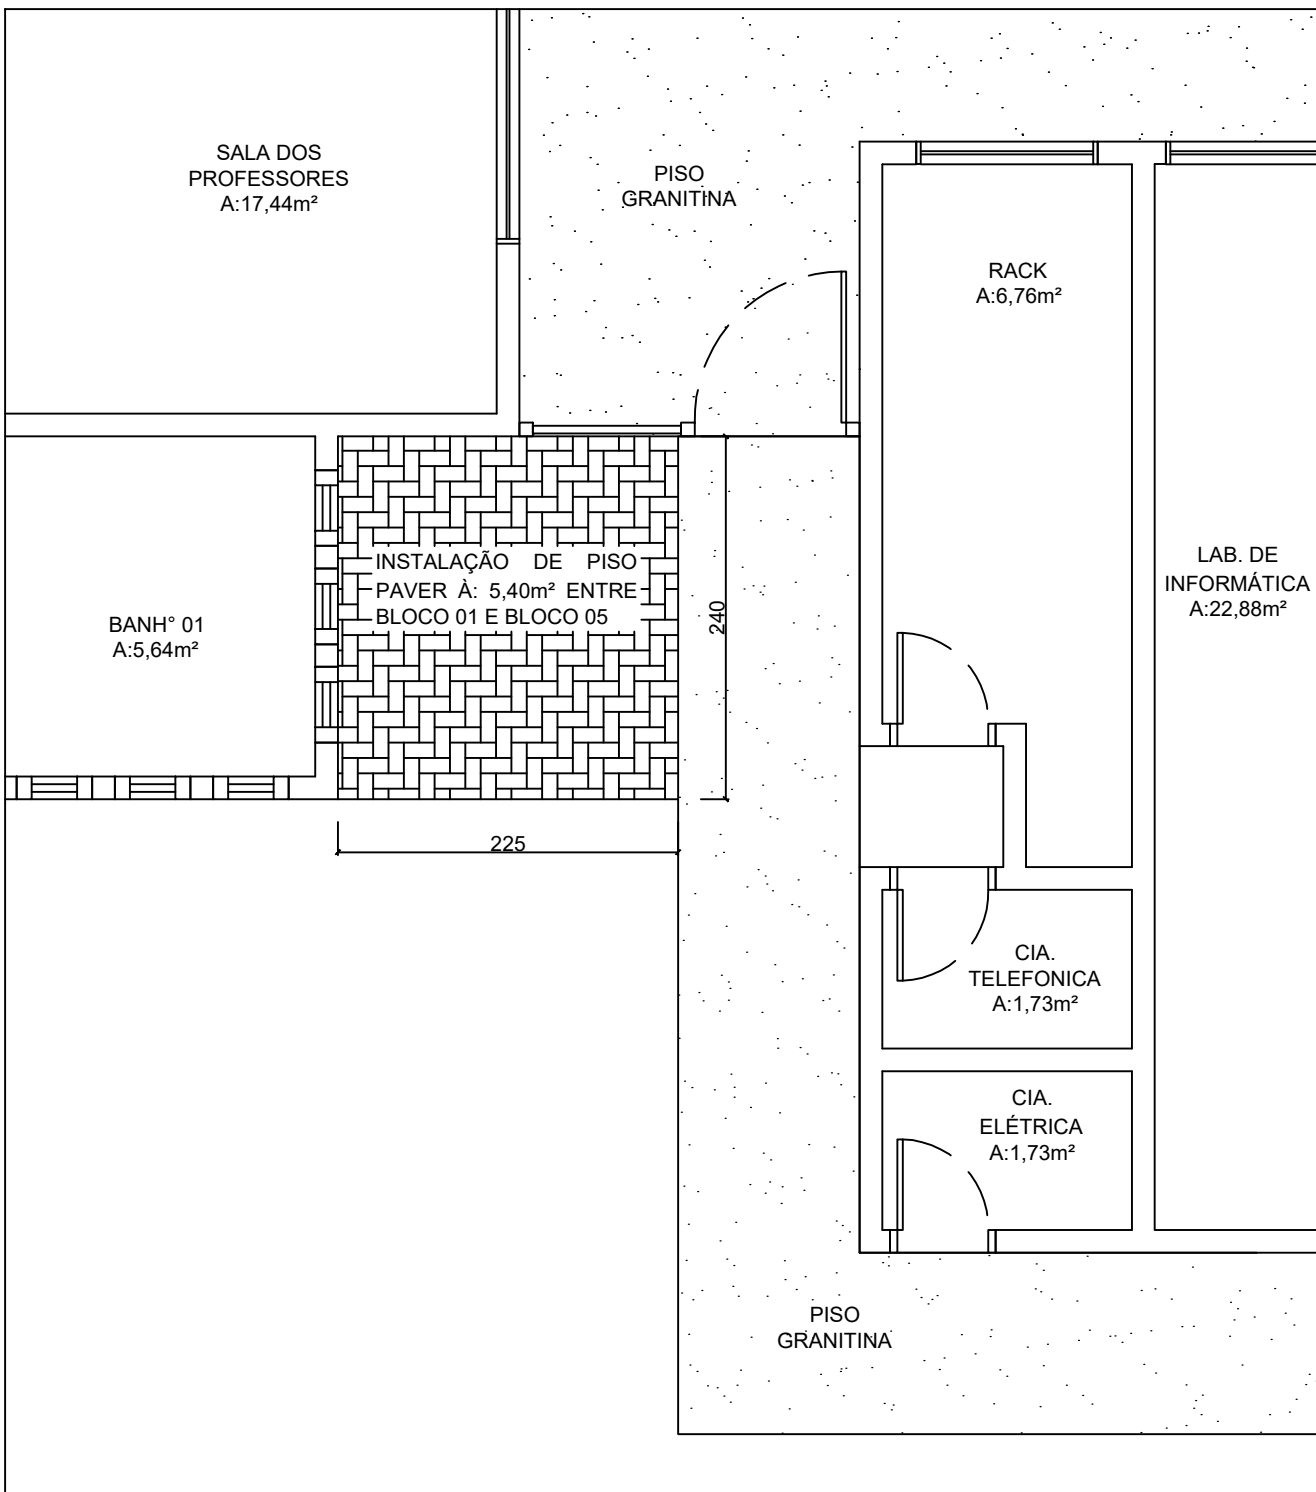 SALA DOS
PROFESSORES
A:17,44m²
PISO
GRANITINA
RACK
A:6,76m²
INSTALAÇÃO DE PISO
PAVER À: 5,40m² ENTRE
BLOCO 01 E BLOCO 05
240
225
BANH° 01
A:5,64m²
LAB. DE
INFORMÁTICA
A:22,88m²
CIA.
TELEFONICA
A:1,73m²
CIA.
ELÉTRICA
A:1,73m²
PISO
GRANITINA